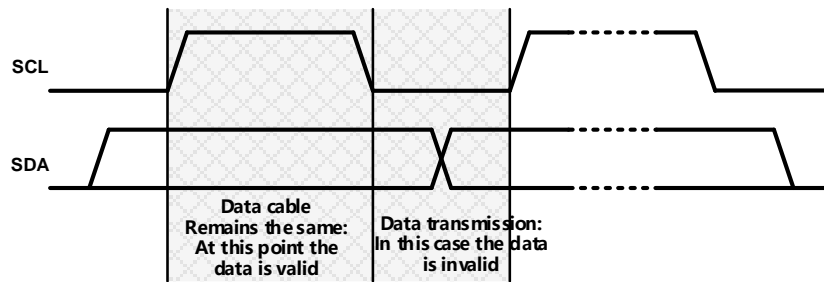 SCL
SDA
Data cable
Remains the same:
At this point the
data is valid
Data transmission:
In this case the data
is invalid